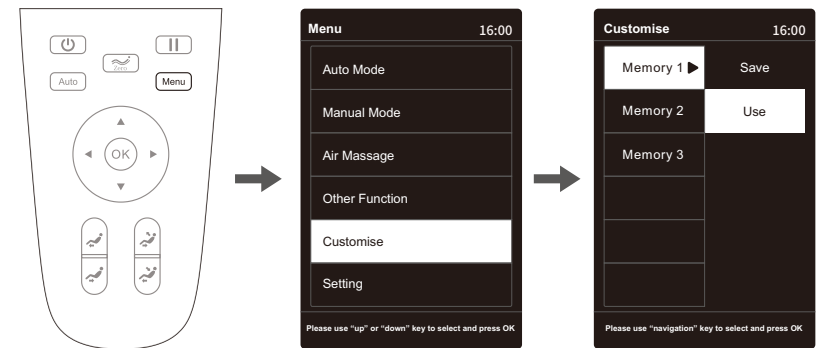 Zero
Auto
Menu
OK
Menu 16:00
Auto Mode
Manual Mode
Air Massage
Other Function
Customise
Setting
Please use “up” or “down” key to select and press OK
Customise 16:00
Memory 1 Save
Memory 2 Use
Memory 3
Please use “navigation” key to select and press OK